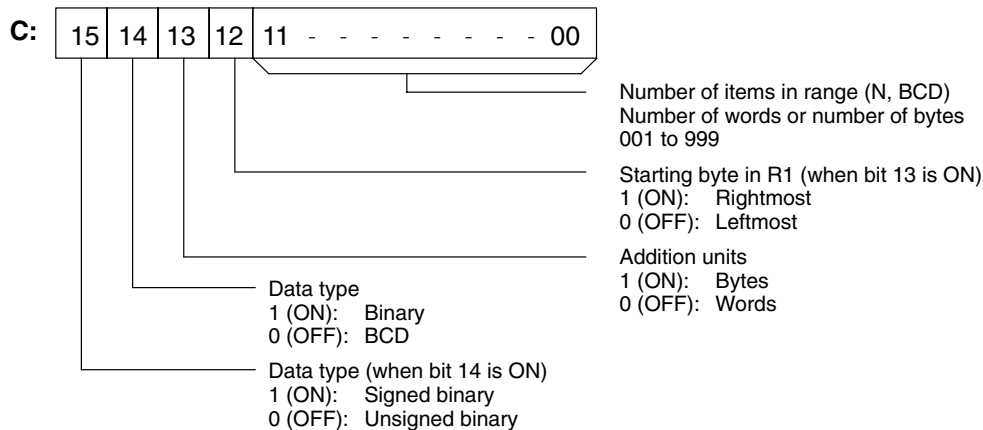 C: 15 14 13 12 11 - - - - - - - - 00
Number of items in range (N, BCD)
Number of words or number of bytes
001 to 999
Starting byte in R1 (when bit 13 is ON)
1 (ON): Rightmost
0 (OFF): Leftmost
Addition units
1 (ON): Bytes
0 (OFF): Words
Data type
1 (ON): Binary
0 (OFF): BCD
Data type (when bit 14 is ON)
1 (ON): Signed binary
0 (OFF): Unsigned binary